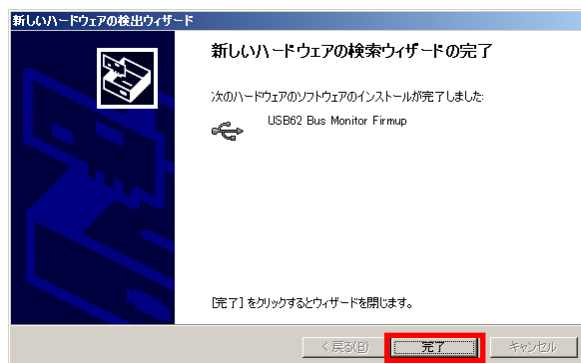 新しいハードウェアの検出ウィザード
新しいハードウェアの検索ウィザードの完了
次のハードウェアのソフトウェアのインストールが完了しました:
USB62 Bus Monitor Firmup
[完了] をクリックするとウィザードを閉じます。
< 戻る(B)
完了
キャンセル